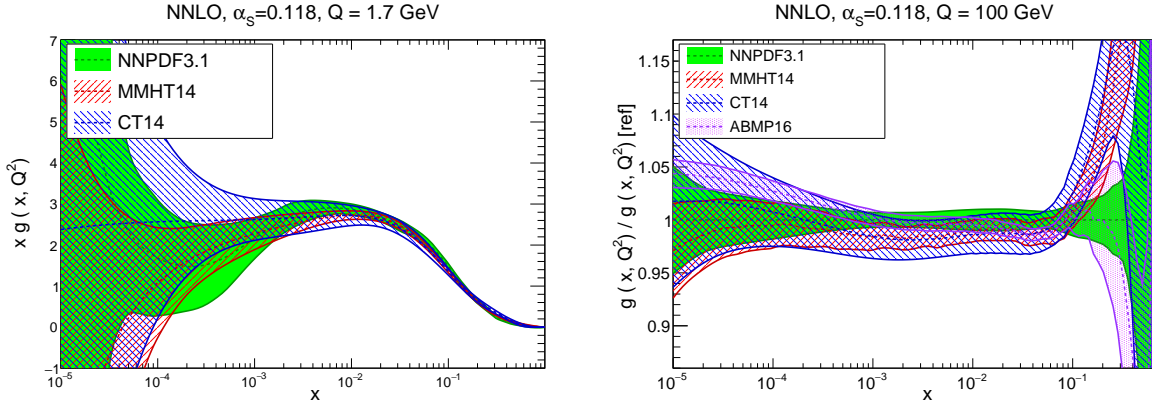 NNLO, α_S=0.118, Q = 1.7 GeV
x g ( x, Q²)
7
6
5
4
3
2
1
0
−1
NNPDF3.1
MMHT14
CT14
10⁻⁵ 10⁻⁴ 10⁻³ 10⁻² 10⁻¹
x
NNLO, α_S=0.118, Q = 100 GeV
g ( x, Q²) / g ( x, Q²) [ref]
1.15
1.1
1.05
1
0.95
0.9
NNPDF3.1
MMHT14
CT14
ABMP16
10⁻⁵ 10⁻⁴ 10⁻³ 10⁻² 10⁻¹
x